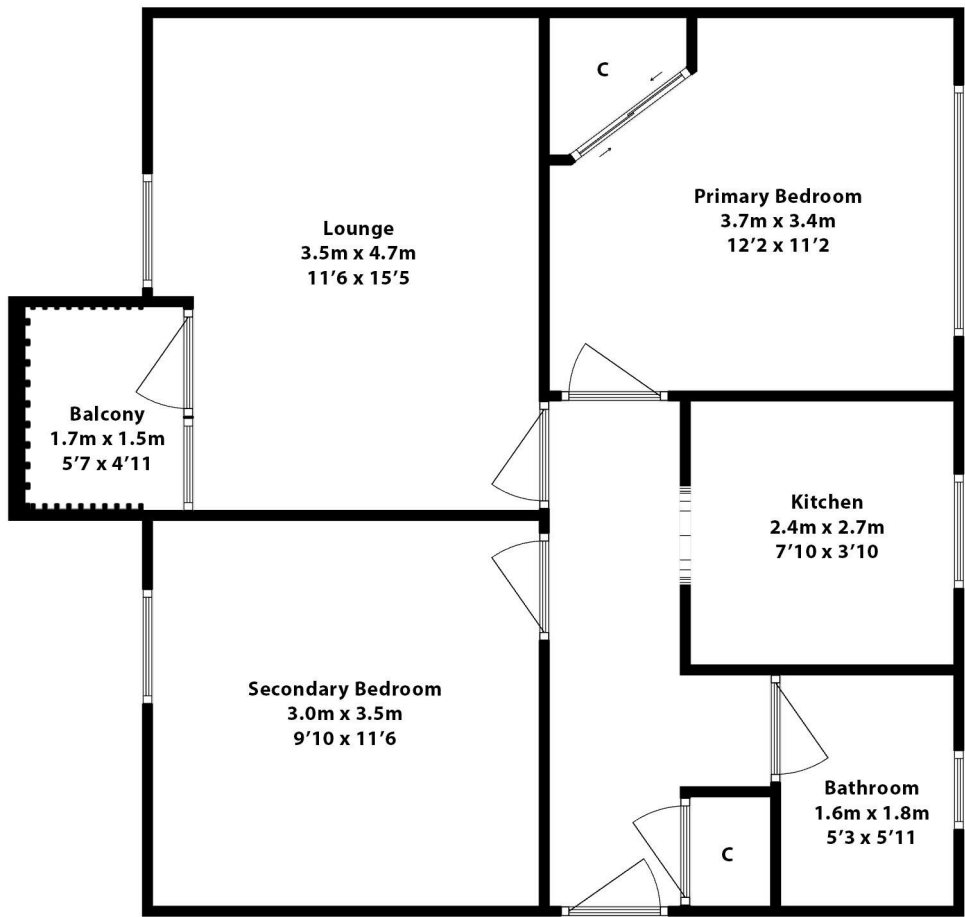 C
Primary Bedroom
3.7m x 3.4m
12’2 x 11’2
Lounge
3.5m x 4.7m
11’6 x 15’5
Balcony
1.7m x 1.5m
5’7 x 4’11
Kitchen
2.4m x 2.7m
7’10 x 3’10
Secondary Bedroom
3.0m x 3.5m
9’10 x 11’6
Bathroom
1.6m x 1.8m
5’3 x 5’11
C